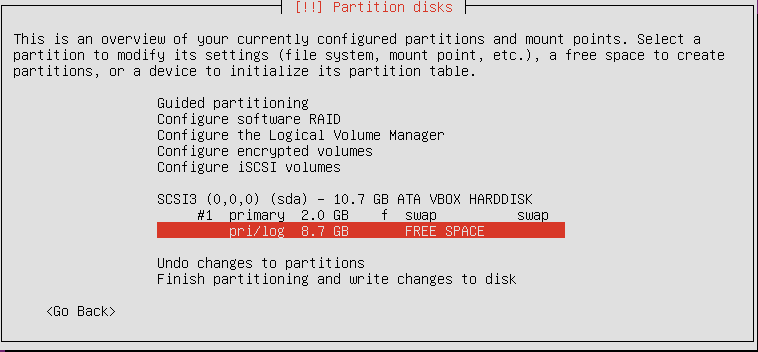 [!!] Partition disks
This is an overview of your currently configured partitions and mount points. Select a
partition to modify its settings (file system, mount point, etc.), a free space to create
partitions, or a device to initialize its partition table.
Guided partitioning
Configure software RAID
Configure the Logical Volume Manager
Configure encrypted volumes
Configure iSCSI volumes
SCSI3 (0,0,0) (sda) - 10.7 GB ATA VBOX HARDDISK
#1 primary 2.0 GB f swap swap
pri/log 8.7 GB FREE SPACE
Undo changes to partitions
Finish partitioning and write changes to disk
<Go Back>